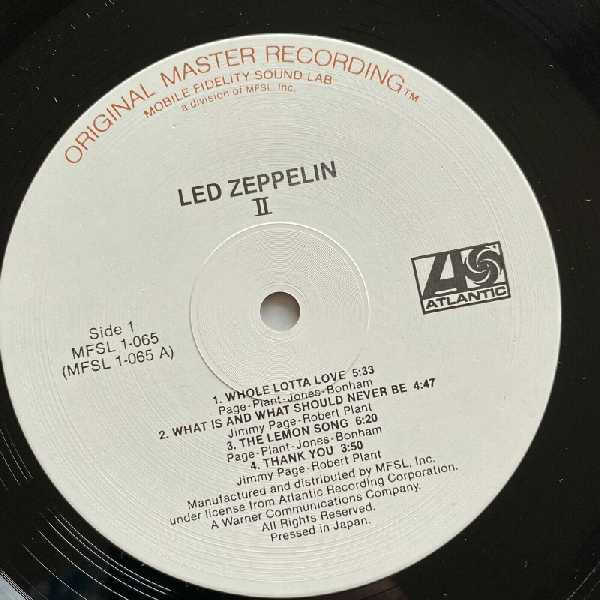 ORIGINAL MASTER RECORDING™
MOBILE FIDELITY SOUND LAB
a division of MFSL, Inc.
LED ZEPPELIN
II
ATLANTIC
Side 1
MFSL 1-065
(MFSL 1-065 A)
1. WHOLE LOTTA LOVE 5:33
Page-Plant-Jones-Bonham
2. WHAT IS AND WHAT SHOULD NEVER BE 4:47
Jimmy Page-Robert Plant
3. THE LEMON SONG 6:20
Page-Plant-Jones-Bonham
4. THANK YOU 3:50
Jimmy Page-Robert Plant
Manufactured and distributed by MFSL, Inc.
under license from Atlantic Recording Corporation.
A Warner Communications Company.
All Rights Reserved.
Pressed in Japan.